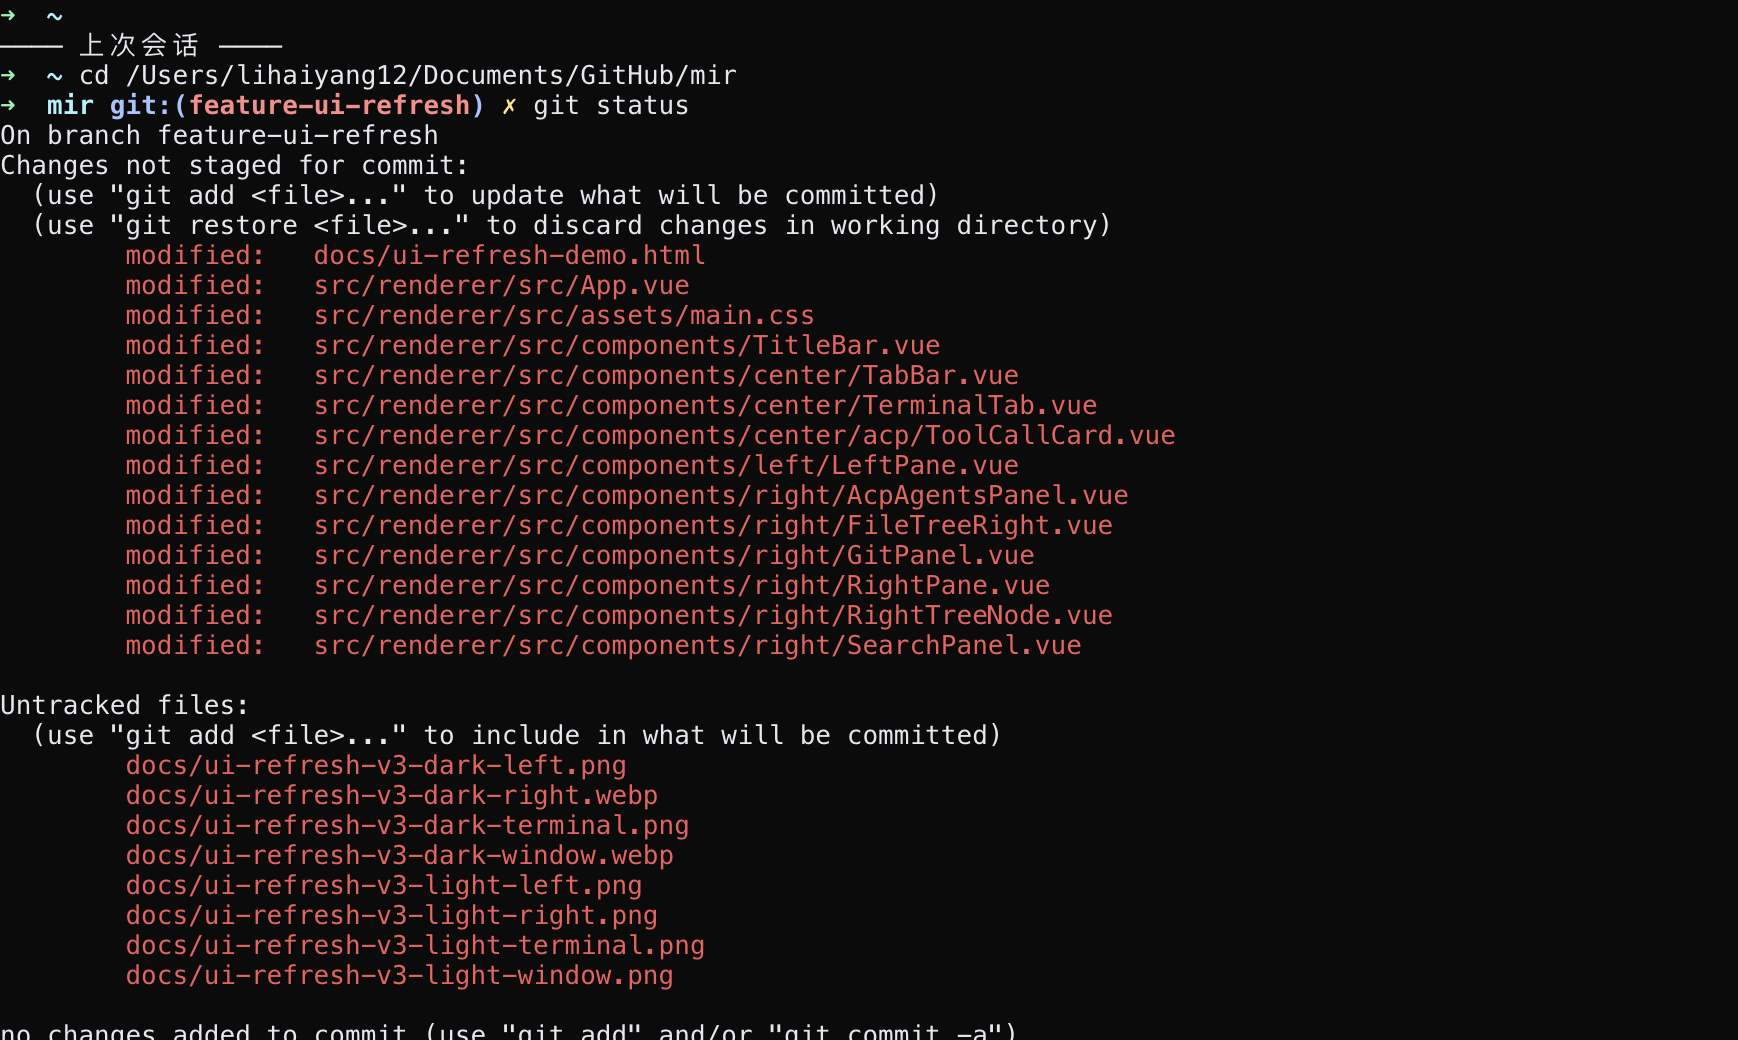 ➜  ~
──── 上次会话 ────
➜  ~ cd /Users/lihaiyang12/Documents/GitHub/mir
➜  mir git:(feature-ui-refresh) ✗ git status
On branch feature-ui-refresh
Changes not staged for commit:
  (use "git add <file>..." to update what will be committed)
  (use "git restore <file>..." to discard changes in working directory)
        modified:   docs/ui-refresh-demo.html
        modified:   src/renderer/src/App.vue
        modified:   src/renderer/src/assets/main.css
        modified:   src/renderer/src/components/TitleBar.vue
        modified:   src/renderer/src/components/center/TabBar.vue
        modified:   src/renderer/src/components/center/TerminalTab.vue
        modified:   src/renderer/src/components/center/acp/ToolCallCard.vue
        modified:   src/renderer/src/components/left/LeftPane.vue
        modified:   src/renderer/src/components/right/AcpAgentsPanel.vue
        modified:   src/renderer/src/components/right/FileTreeRight.vue
        modified:   src/renderer/src/components/right/GitPanel.vue
        modified:   src/renderer/src/components/right/RightPane.vue
        modified:   src/renderer/src/components/right/RightTreeNode.vue
        modified:   src/renderer/src/components/right/SearchPanel.vue

Untracked files:
  (use "git add <file>..." to include in what will be committed)
        docs/ui-refresh-v3-dark-left.png
        docs/ui-refresh-v3-dark-right.webp
        docs/ui-refresh-v3-dark-terminal.png
        docs/ui-refresh-v3-dark-window.webp
        docs/ui-refresh-v3-light-left.png
        docs/ui-refresh-v3-light-right.png
        docs/ui-refresh-v3-light-terminal.png
        docs/ui-refresh-v3-light-window.png

no changes added to commit (use "git add" and/or "git commit -a")